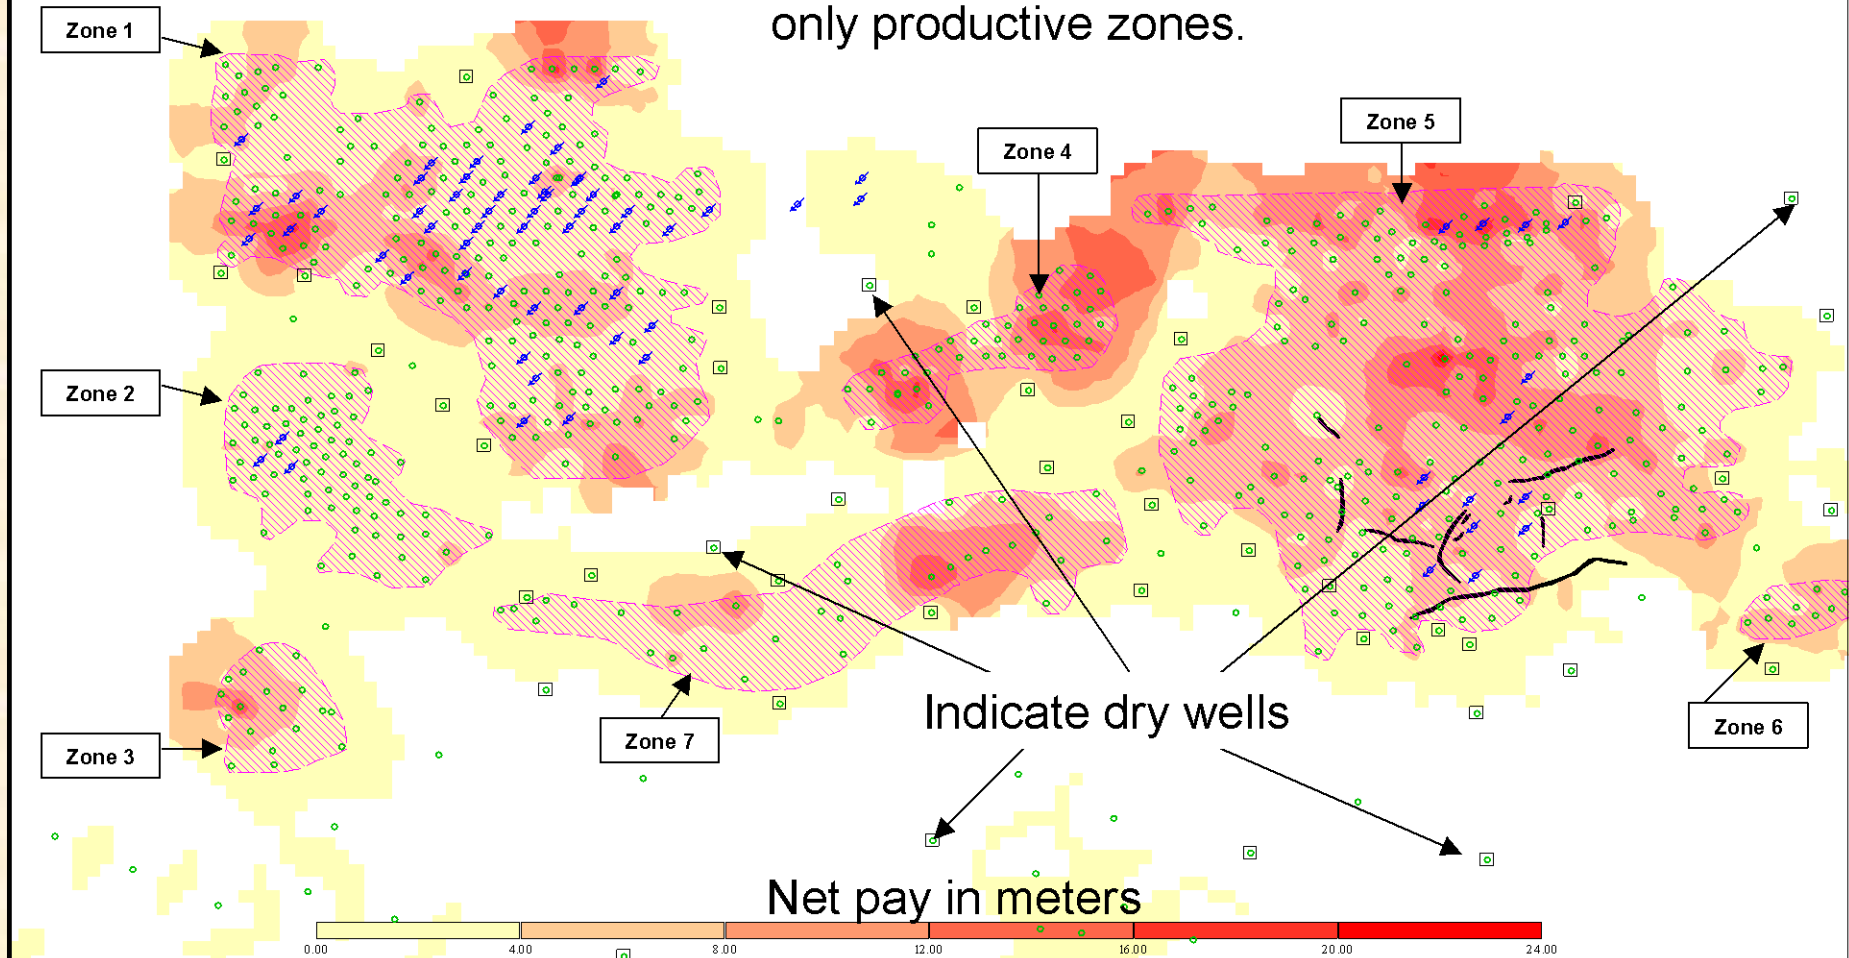 only productive zones.
Zone 1
Zone 5
Zone 4
Zone 2
Indicate dry wells
Zone 7
Zone 6
Zone 3
Net pay in meters
0.00 4.00 8.00 12.00 16.00 20.00 24.00